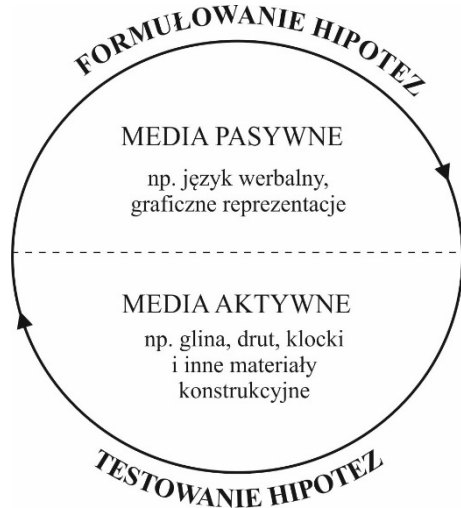 FORMUŁOWANIE HIPOTEZ
MEDIA PASYWNE
np. język werbalny,
graficzne reprezentacje
MEDIA AKTYWNE
np. glina, drut, klocki
i inne materiały
konstrukcyjne
TESTOWANIE HIPOTEZ